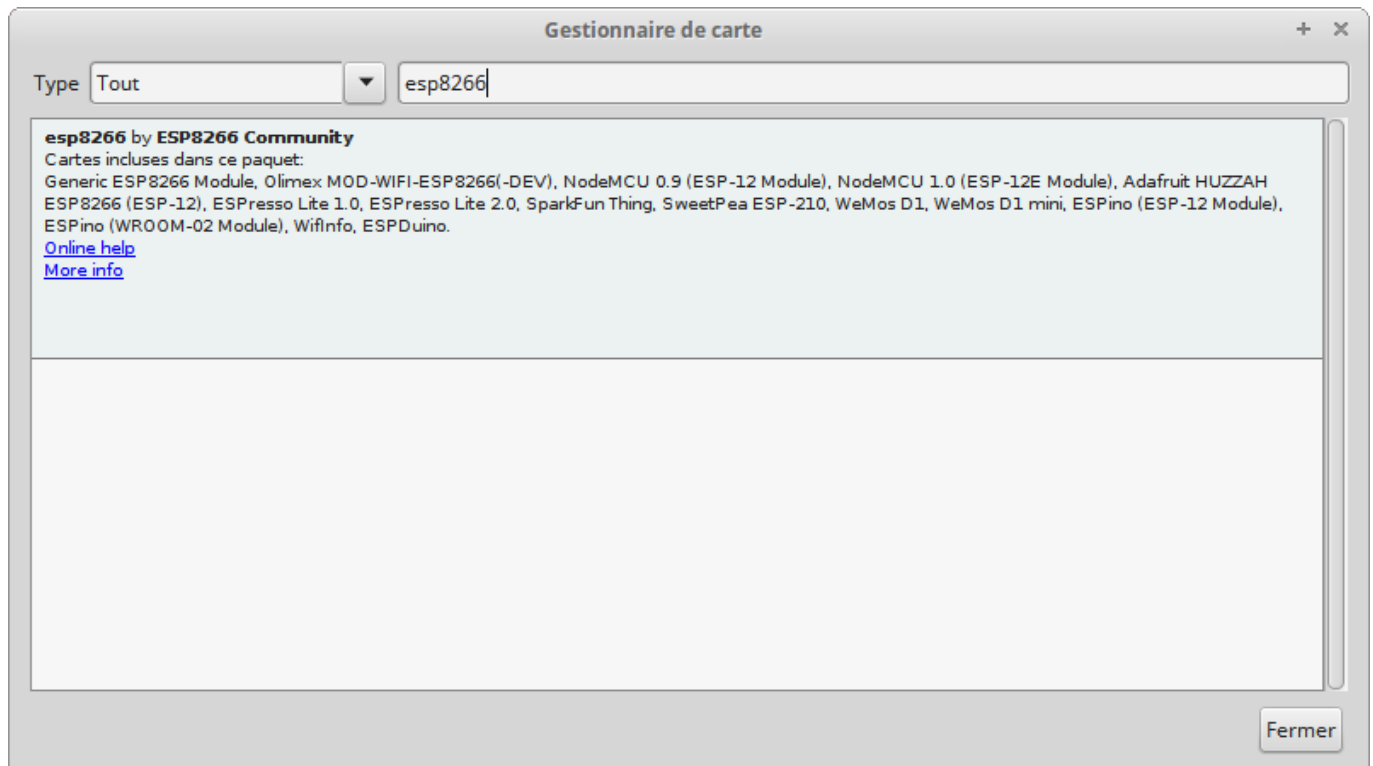 Gestionnaire de carte
Type Tout esp8266
esp8266 by ESP8266 Community
Cartes incluses dans ce paquet:
Generic ESP8266 Module, Olimex MOD-WIFI-ESP8266(-DEV), NodeMCU 0.9 (ESP-12 Module), NodeMCU 1.0 (ESP-12E Module), Adafruit HUZZAH
ESP8266 (ESP-12), ESPresso Lite 1.0, ESPresso Lite 2.0, SparkFun Thing, SweetPea ESP-210, WeMos D1, WeMos D1 mini, ESPino (ESP-12 Module),
ESPino (WROOM-02 Module), WifInfo, ESPDuino.
Online help
More info
Fermer